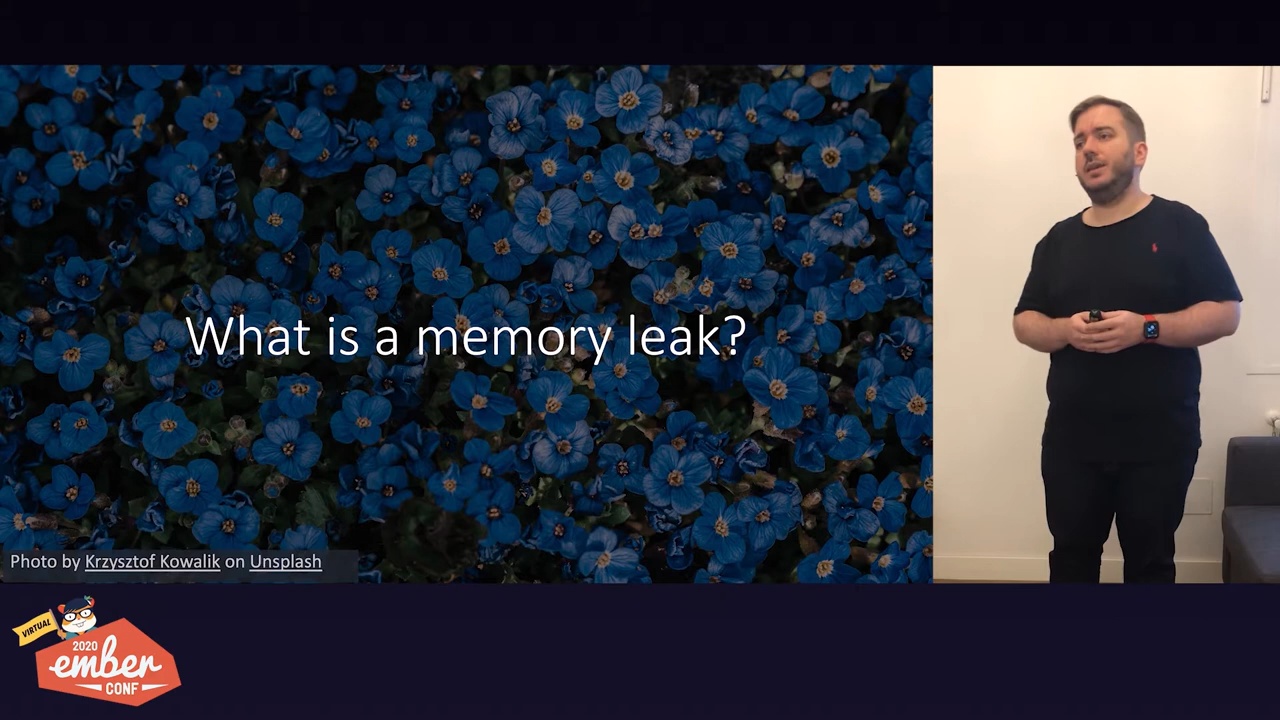 What is a memory leak?
Photo by Krzysztof Kowalik on Unsplash
VIRTUAL
2020
ember
CONF